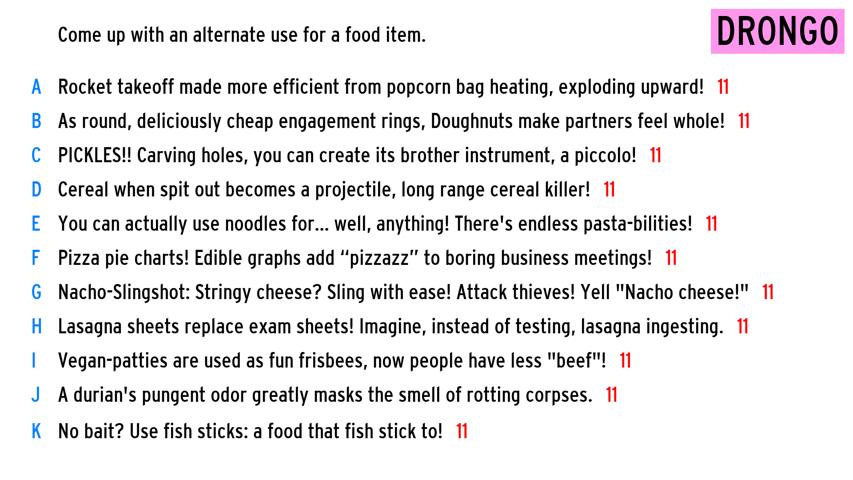 Come up with an alternate use for a food item.
DRONGO
A Rocket takeoff made more efficient from popcorn bag heating, exploding upward! 11
B As round, deliciously cheap engagement rings, Doughnuts make partners feel whole! 11
C PICKLES!! Carving holes, you can create its brother instrument, a piccolo! 11
D Cereal when spit out becomes a projectile, long range cereal killer! 11
E You can actually use noodles for... well, anything! There's endless pasta-bilities! 11
F Pizza pie charts! Edible graphs add “pizzazz” to boring business meetings! 11
G Nacho-Slingshot: Stringy cheese? Sling with ease! Attack thieves! Yell "Nacho cheese!" 11
H Lasagna sheets replace exam sheets! Imagine, instead of testing, lasagna ingesting. 11
I Vegan-patties are used as fun frisbees, now people have less "beef"! 11
J A durian's pungent odor greatly masks the smell of rotting corpses. 11
K No bait? Use fish sticks: a food that fish stick to! 11